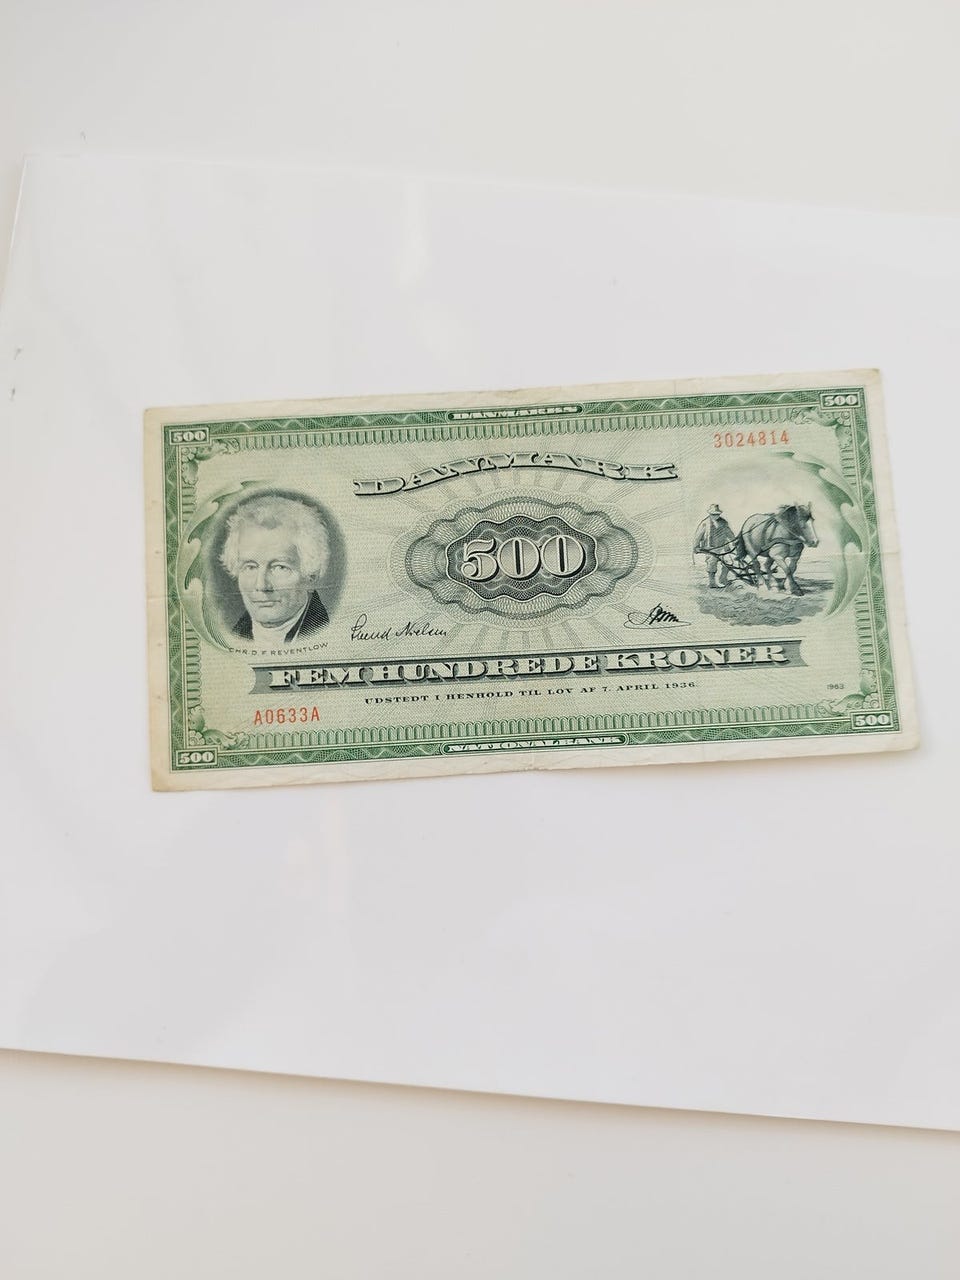 DANMARKS
500
500
3024814
DANMARK
500
CHR. D. F. REVENTLOW
FEM HUNDREDE KRONER
UDSTEDT I HENHOLD TIL LOV AF 7. APRIL 1936
1963
A0633A
500
NATIONALBANK
500